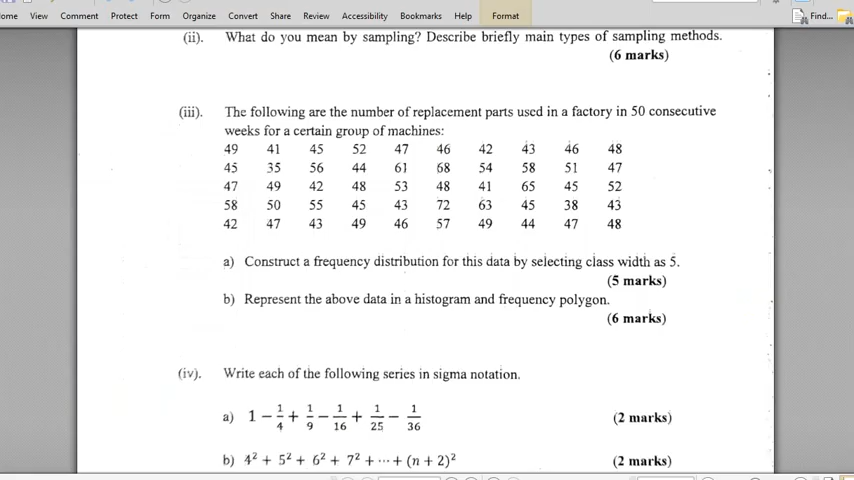 ome View Comment Protect Form Organize Convert Share Review Accessibility Bookmarks Help Format Find...
(ii). What do you mean by sampling? Describe briefly main types of sampling methods.
(6 marks)
(iii). The following are the number of replacement parts used in a factory in 50 consecutive
weeks for a certain group of machines:
49 41 45 52 47 46 42 43 46 48
45 35 56 44 61 68 54 58 51 47
47 49 42 48 53 48 41 65 45 52
58 50 55 45 43 72 63 45 38 43
42 47 43 49 46 57 49 44 47 48
a) Construct a frequency distribution for this data by selecting class width as 5.
(5 marks)
b) Represent the above data in a histogram and frequency polygon.
(6 marks)
(iv). Write each of the following series in sigma notation.
a) 1 − 1/4 + 1/9 − 1/16 + 1/25 − 1/36 (2 marks)
b) 4² + 5² + 6² + 7² + ⋯ + (n + 2)² (2 marks)